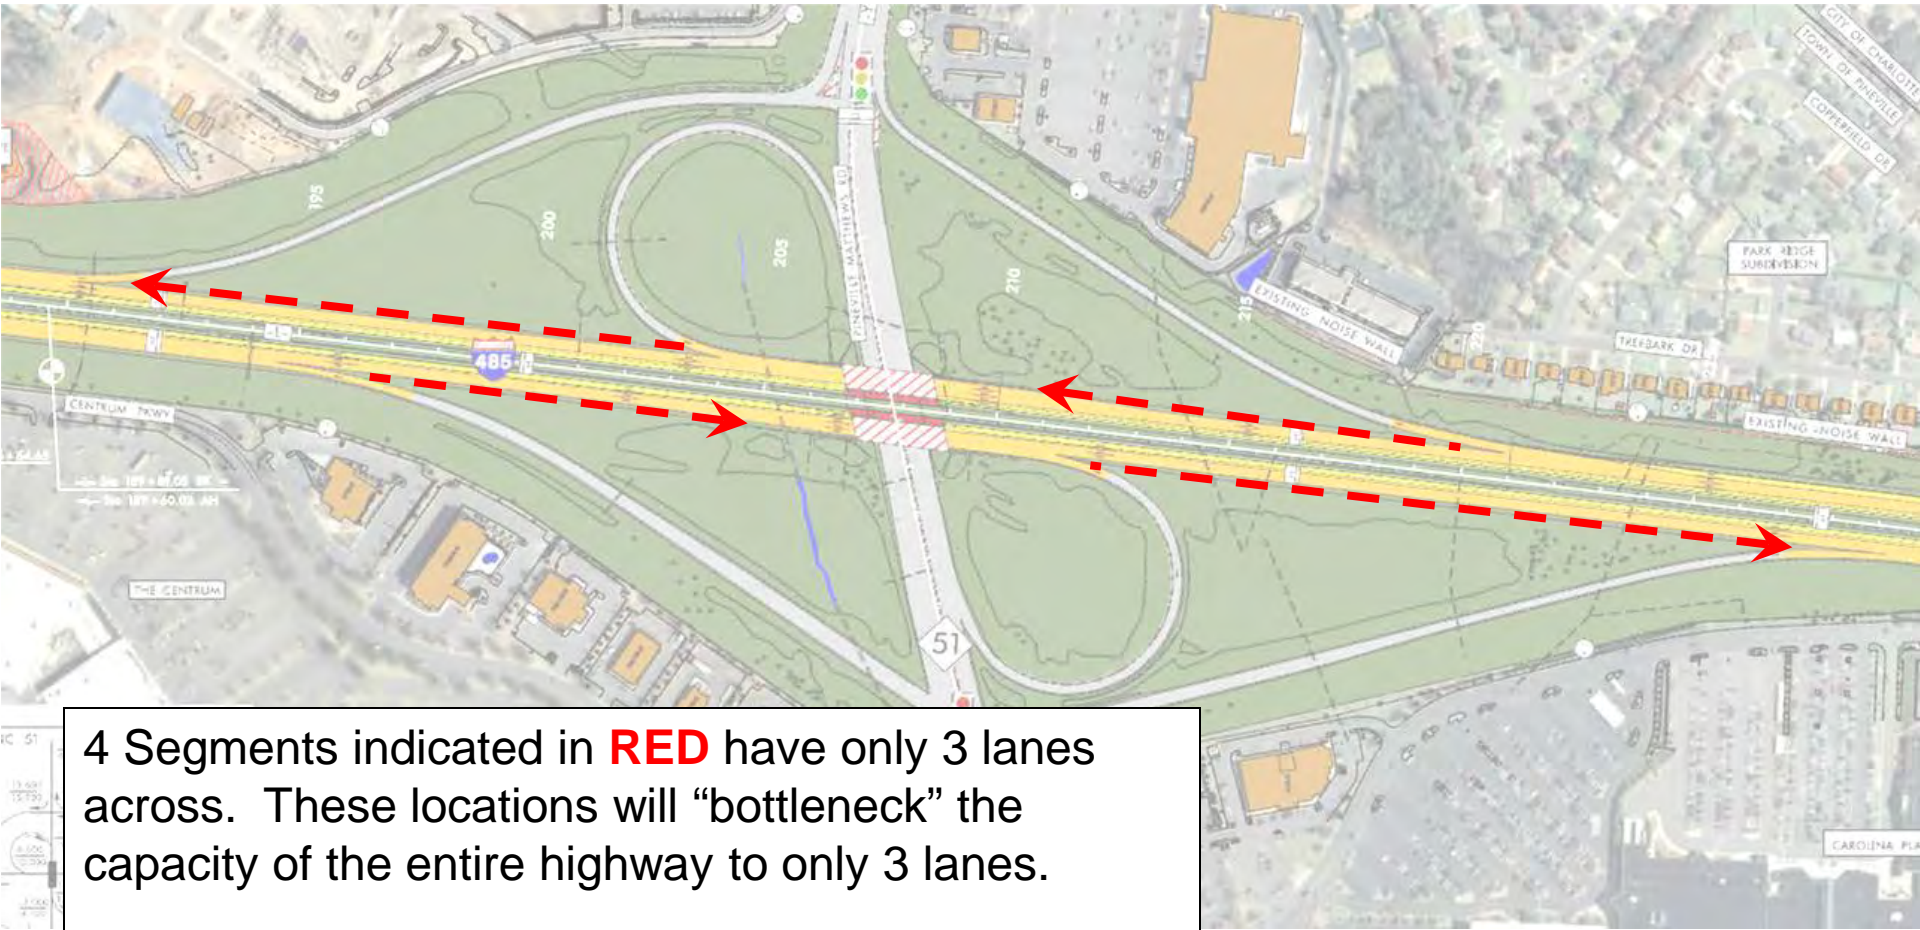 CITY OF CHARLOTTE
TOWN OF PINEVILLE
COPPERFIELD DR
195
200
205
210
215
220
PINEVILLE MATTHEWS RD
PARK RIDGE
SUBDIVISION
EXISTING NOISE WALL
TREEBARK DR
EXISTING NOISE WALL
485
-L-
CENTRUM PKWY
THE CENTRUM
51
NC 51
4 Segments indicated in RED have only 3 lanes
across. These locations will “bottleneck” the
capacity of the entire highway to only 3 lanes.
CAROLINA PLA